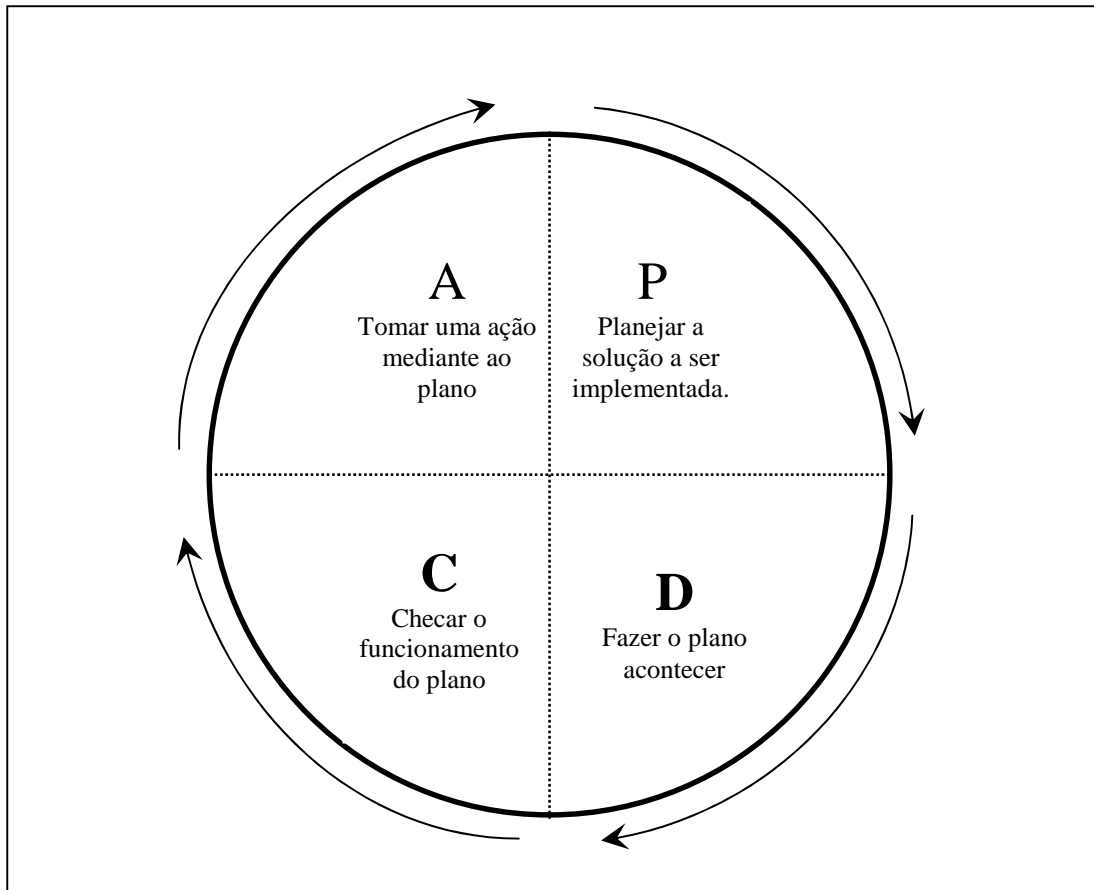 A
Tomar uma ação
mediante ao
plano
P
Planejar a
solução a ser
implementada.
C
Checar o
funcionamento
do plano
D
Fazer o plano
acontecer